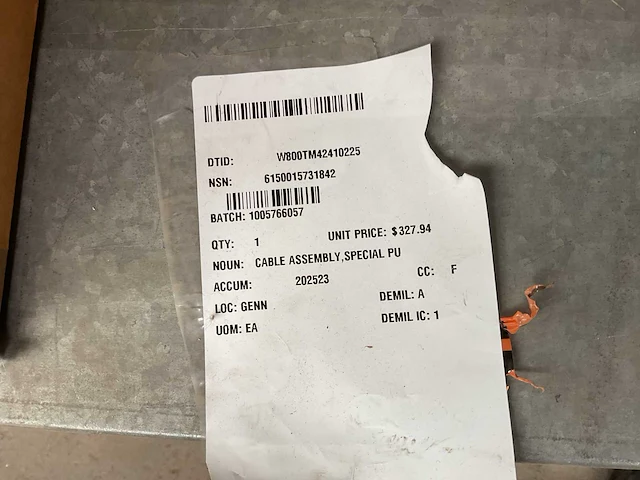 DTID: W800TM42410225
NSN: 6150015731842
BATCH: 1005766057
QTY: 1 UNIT PRICE: $327.94
NOUN: CABLE ASSEMBLY,SPECIAL PU
ACCUM: 202523 CC: F
LOC: GENN DEMIL: A
UOM: EA DEMIL IC: 1